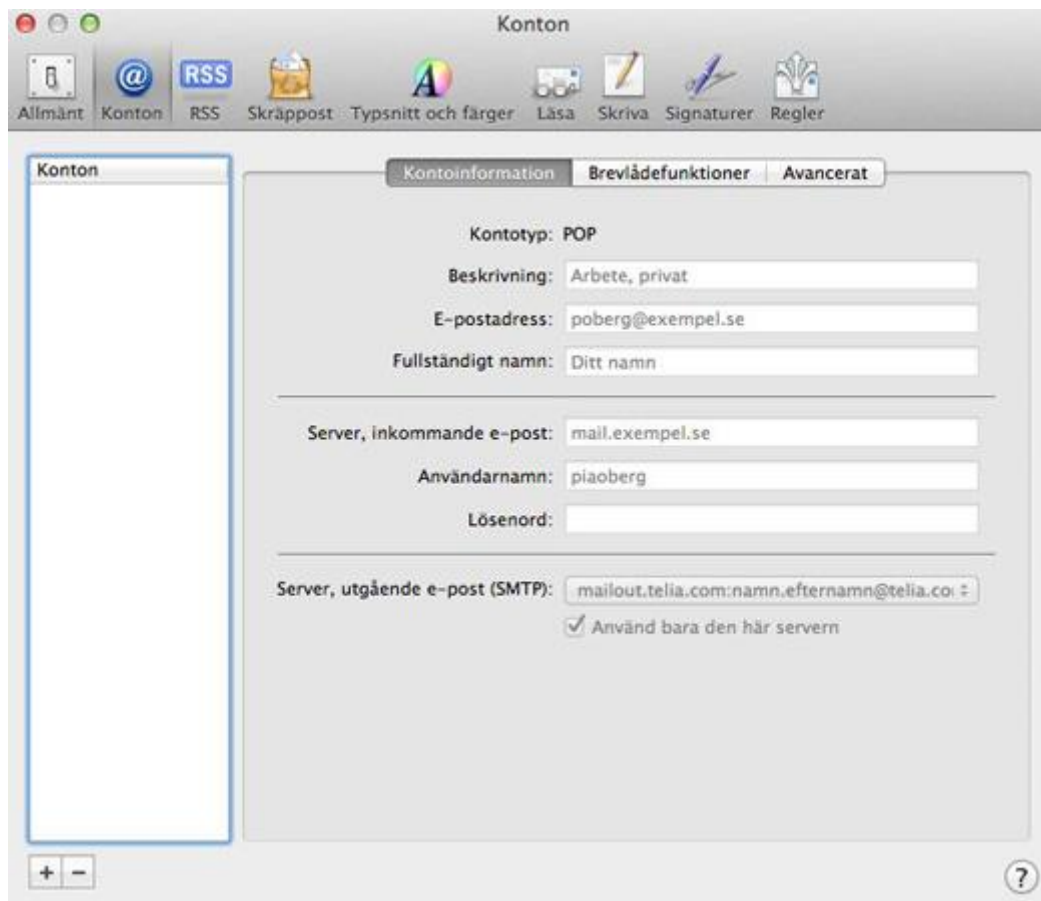 Konton
RSS
Allmänt Konton RSS Skräppost Typsnitt och färger Läsa Skriva Signaturer Regler
Konton
Kontoinformation Brevlådefunktioner Avancerat
Kontotyp: POP
Beskrivning: Arbete, privat
E-postadress: poberg@exempel.se
Fullständigt namn: Ditt namn
Server, inkommande e-post: mail.exempel.se
Användarnamn: piaoberg
Lösenord:
Server, utgående e-post (SMTP): mailout.telia.com:namn.efternamn@telia.co
Använd bara den här servern
+ −
?